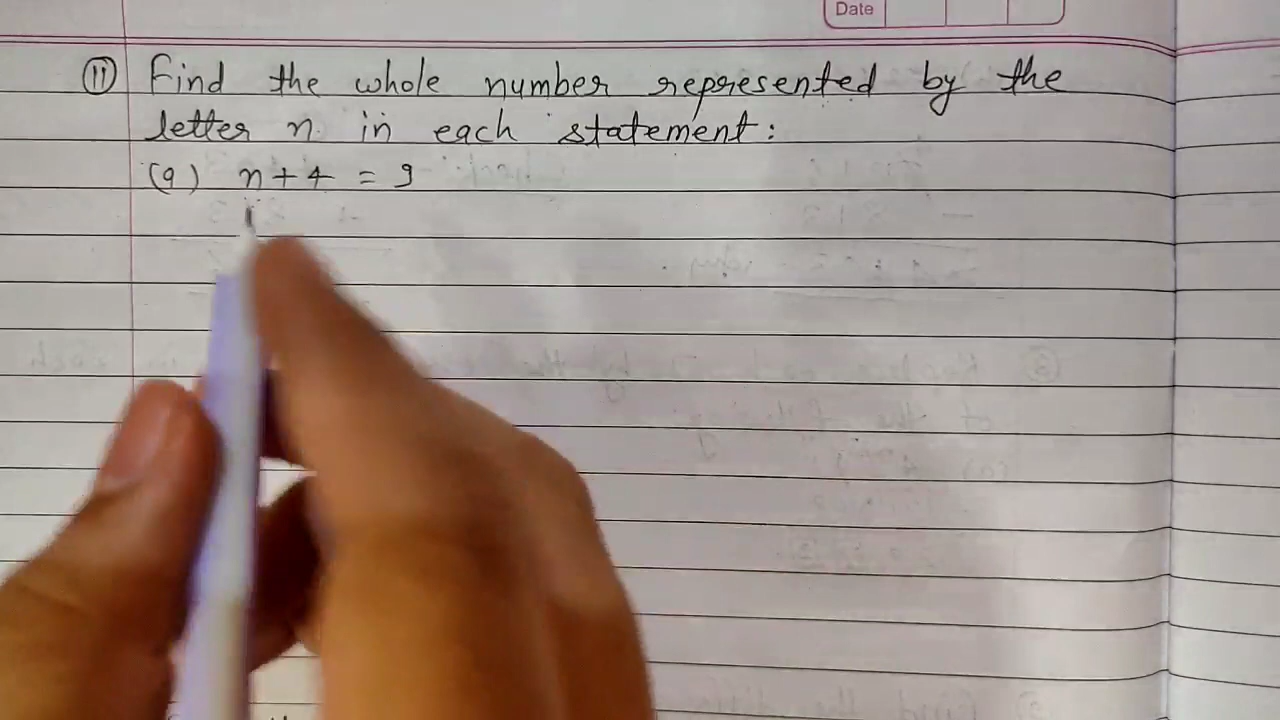 Date
(11) Find the whole number represented by the
letter n in each statement:
(a) n + 4 = 9